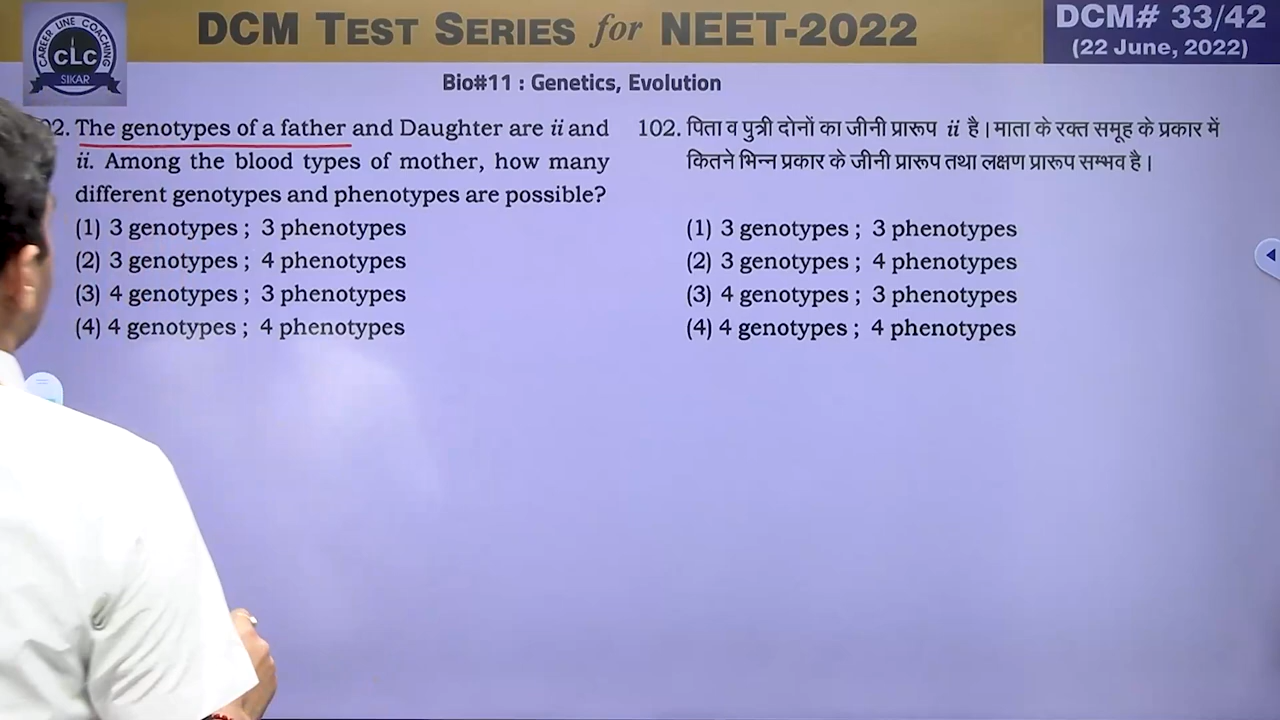 DCM TEST SERIES for NEET-2022
DCM# 33/42
(22 June, 2022)
CAREER LINE COACHING
CLC
SIKAR
Bio#11 : Genetics, Evolution
02. The genotypes of a father and Daughter are ii and
ii. Among the blood types of mother, how many
different genotypes and phenotypes are possible?
(1) 3 genotypes ; 3 phenotypes
(2) 3 genotypes ; 4 phenotypes
(3) 4 genotypes ; 3 phenotypes
(4) 4 genotypes ; 4 phenotypes
102. पिता व पुत्री दोनों का जीनी प्रारूप ii है। माता के रक्त समूह के प्रकार में
कितने भिन्न प्रकार के जीनी प्रारूप तथा लक्षण प्रारूप सम्भव है।
(1) 3 genotypes ; 3 phenotypes
(2) 3 genotypes ; 4 phenotypes
(3) 4 genotypes ; 3 phenotypes
(4) 4 genotypes ; 4 phenotypes